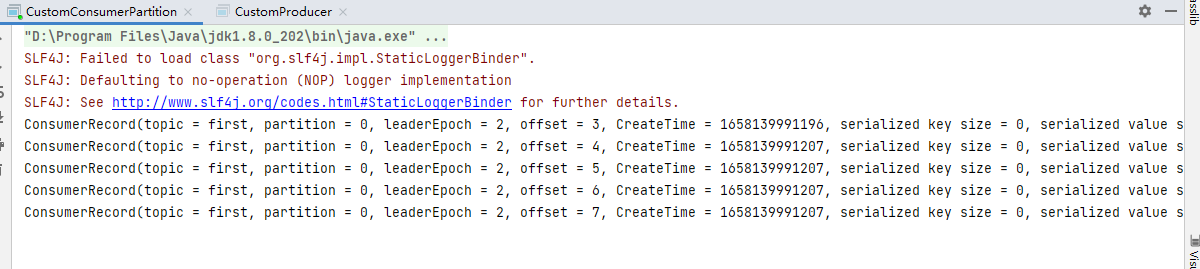 CustomConsumerPartition CustomProducer
"D:\Program Files\Java\jdk1.8.0_202\bin\java.exe" ...
SLF4J: Failed to load class "org.slf4j.impl.StaticLoggerBinder".
SLF4J: Defaulting to no-operation (NOP) logger implementation
SLF4J: See http://www.slf4j.org/codes.html#StaticLoggerBinder for further details.
ConsumerRecord(topic = first, partition = 0, leaderEpoch = 2, offset = 3, CreateTime = 1658139991196, serialized key size = 0, serialized value s
ConsumerRecord(topic = first, partition = 0, leaderEpoch = 2, offset = 4, CreateTime = 1658139991207, serialized key size = 0, serialized value s
ConsumerRecord(topic = first, partition = 0, leaderEpoch = 2, offset = 5, CreateTime = 1658139991207, serialized key size = 0, serialized value s
ConsumerRecord(topic = first, partition = 0, leaderEpoch = 2, offset = 6, CreateTime = 1658139991207, serialized key size = 0, serialized value s
ConsumerRecord(topic = first, partition = 0, leaderEpoch = 2, offset = 7, CreateTime = 1658139991207, serialized key size = 0, serialized value s